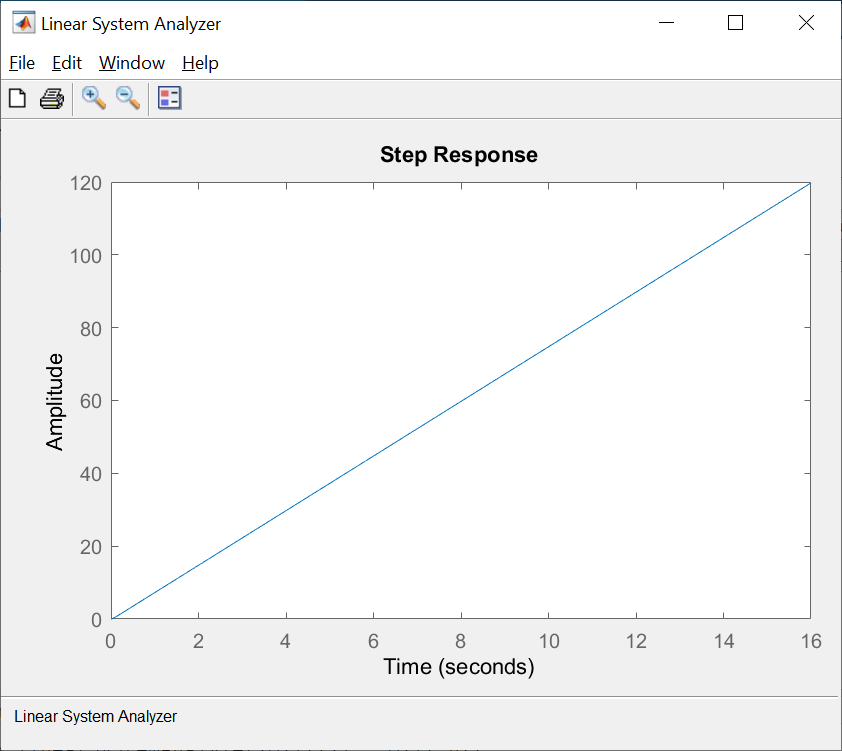 Linear System Analyzer
File Edit Window Help
Step Response
120
100
80
60
40
20
0
Amplitude
0 2 4 6 8 10 12 14 16
Time (seconds)
Linear System Analyzer